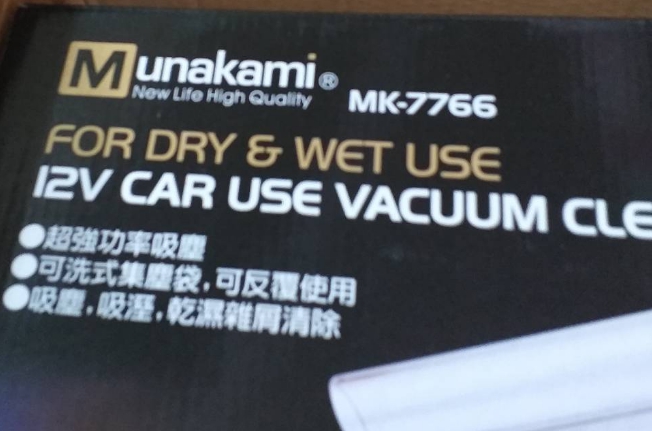 Munakami®
New Life High Quality
MK-7766
FOR DRY & WET USE
12V CAR USE VACUUM CLE
●超強功率吸塵
●可洗式集塵袋,可反覆使用
●吸塵,吸溼,乾濕雜屑清除